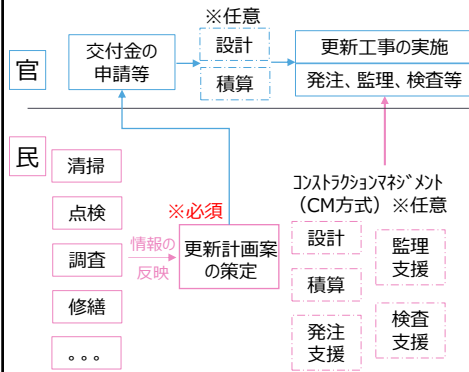 ※任意
官
交付金の
申請等
設計
積算
更新工事の実施
発注、監理、検査等
民
清掃
点検
調査
修繕
。。。
情報の
反映
※必須
更新計画案
の策定
ｺﾝｽﾄﾗｸｼｮﾝﾏﾈｼﾞﾒﾝﾄ
（CM方式）※任意
設計
積算
発注
支援
監理
支援
検査
支援